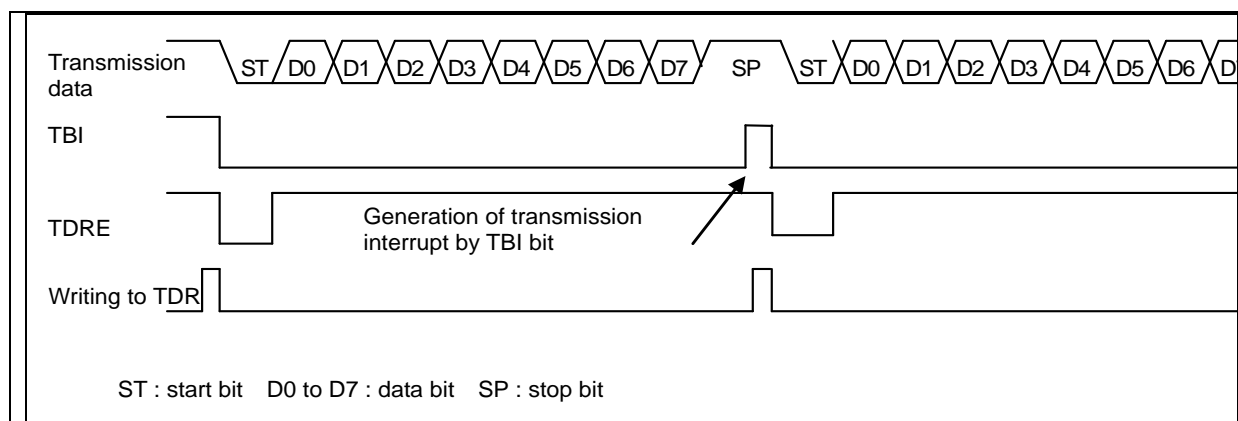 Transmission data
ST D0 D1 D2 D3 D4 D5 D6 D7 SP ST D0 D1 D2 D3 D4 D5 D6
TBI
TDRE
Generation of transmission
interrupt by TBI bit
Writing to TDR
ST : start bit D0 to D7 : data bit SP : stop bit